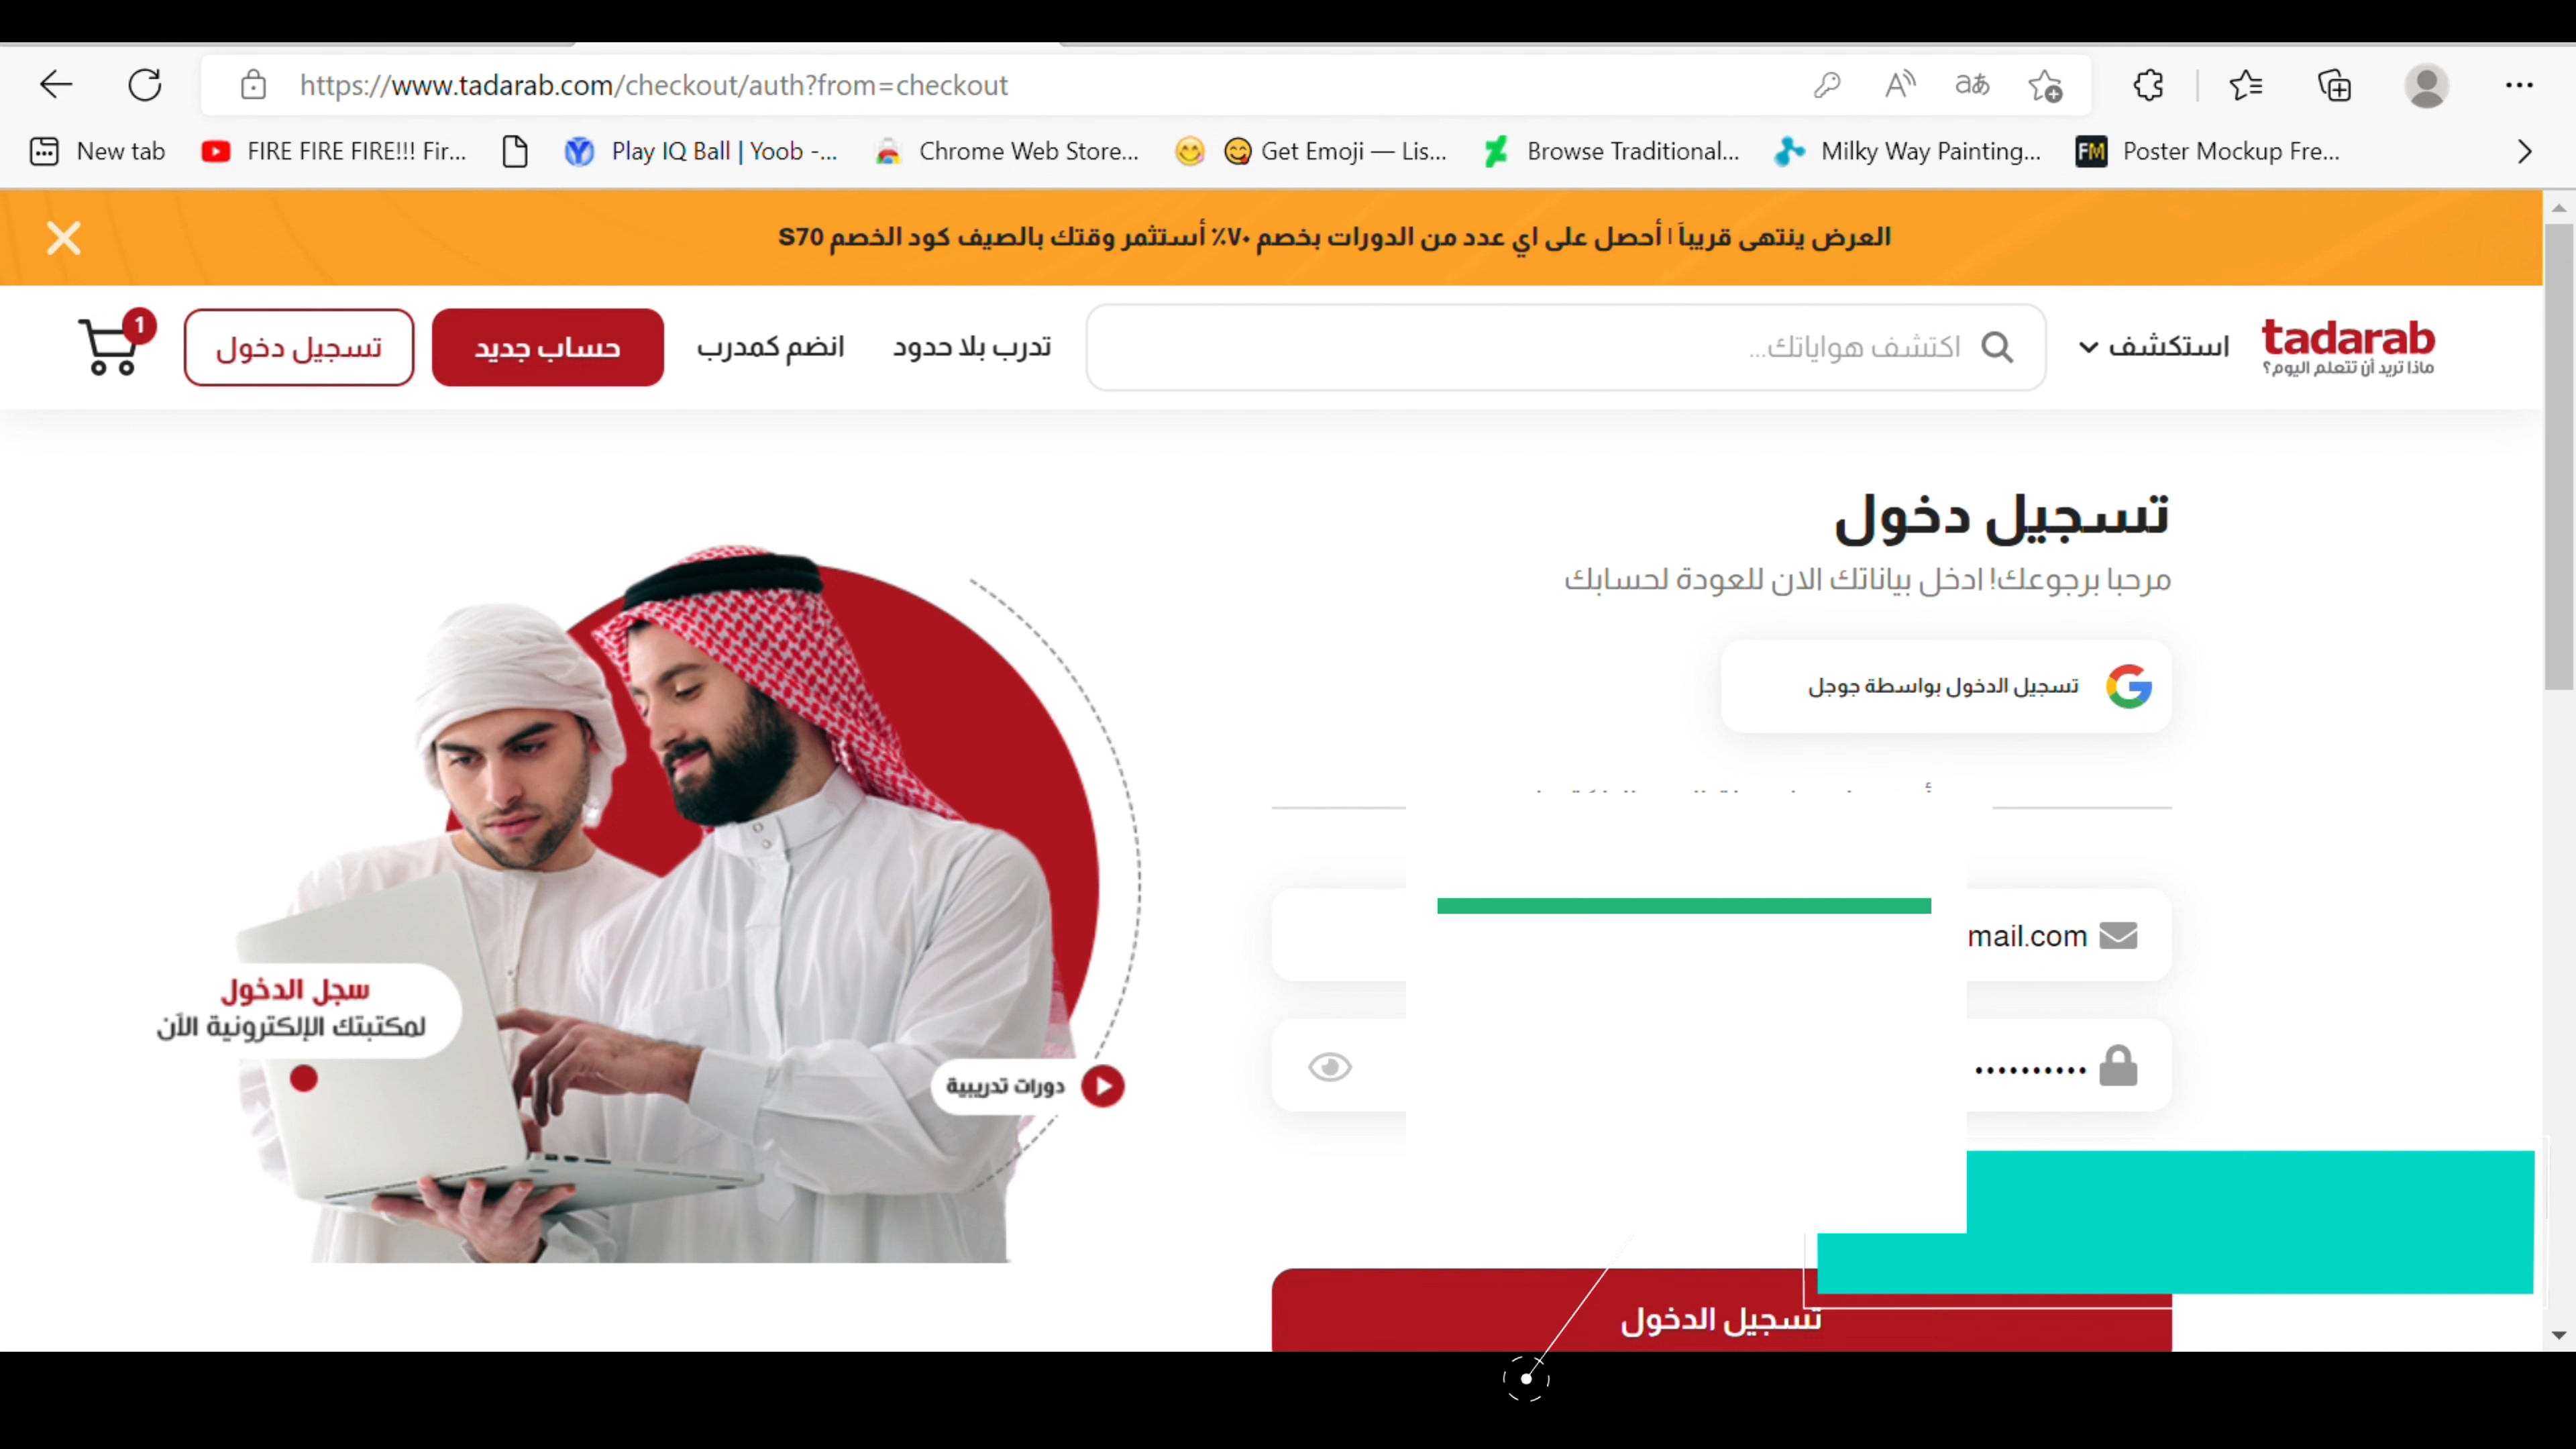 https://www.tadarab.com/checkout/auth?from=checkout
New tab
FIRE FIRE FIRE!!! Fir...
Play IQ Ball | Yoob -...
Chrome Web Store...
Get Emoji — Lis...
Browse Traditional...
Milky Way Painting...
FM
Poster Mockup Fre...
العرض ينتهى قريباً | أحصل على اي عدد من الدورات بخصم ٧٠٪ أستثمر وقتك بالصيف كود الخصم S70
tadarab
ماذا تريد أن تتعلم اليوم؟
استكشف
اكتشف هواياتك...
تدرب بلا حدود
انضم كمدرب
حساب جديد
تسجيل دخول
1
تسجيل دخول
مرحبا برجوعك! ادخل بياناتك الان للعودة لحسابك
تسجيل الدخول بواسطة جوجل
mail.com
سجل الدخول
لمكتبتك الإلكترونية الآن
دورات تدريبية
تسجيل الدخول